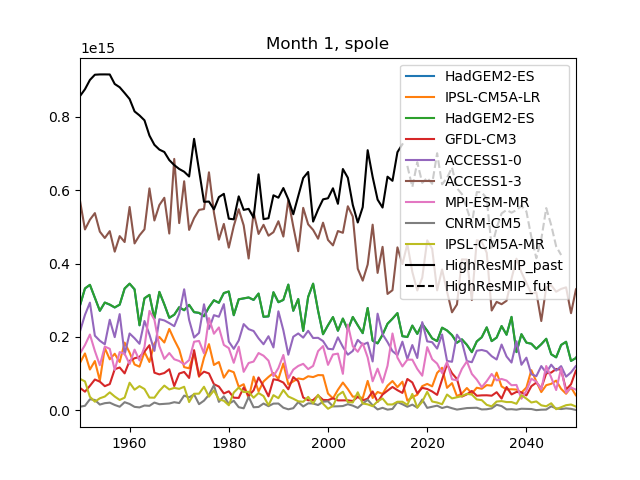 Month 1, spole
1e15
0.8
0.6
0.4
0.2
0.0
1960 1980 2000 2020 2040
HadGEM2-ES
IPSL-CM5A-LR
HadGEM2-ES
GFDL-CM3
ACCESS1-0
ACCESS1-3
MPI-ESM-MR
CNRM-CM5
IPSL-CM5A-MR
HighResMIP_past
HighResMIP_fut